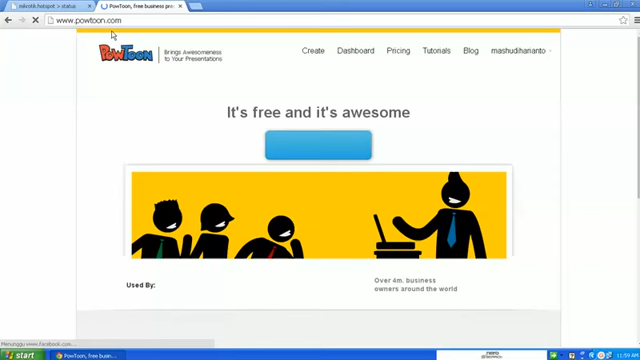 mikrotik hotspot > status
PowToon, free business pre
www.powtoon.com
POWTOON
Brings Awesomeness
to Your Presentations
Create
Dashboard
Pricing
Tutorials
Blog
mashudiharianto
It's free and it's awesome
Used By:
Over 4m. business
owners around the world
Menunggu www.facebook.com...
start
PowToon, free busin...
11:59 AM